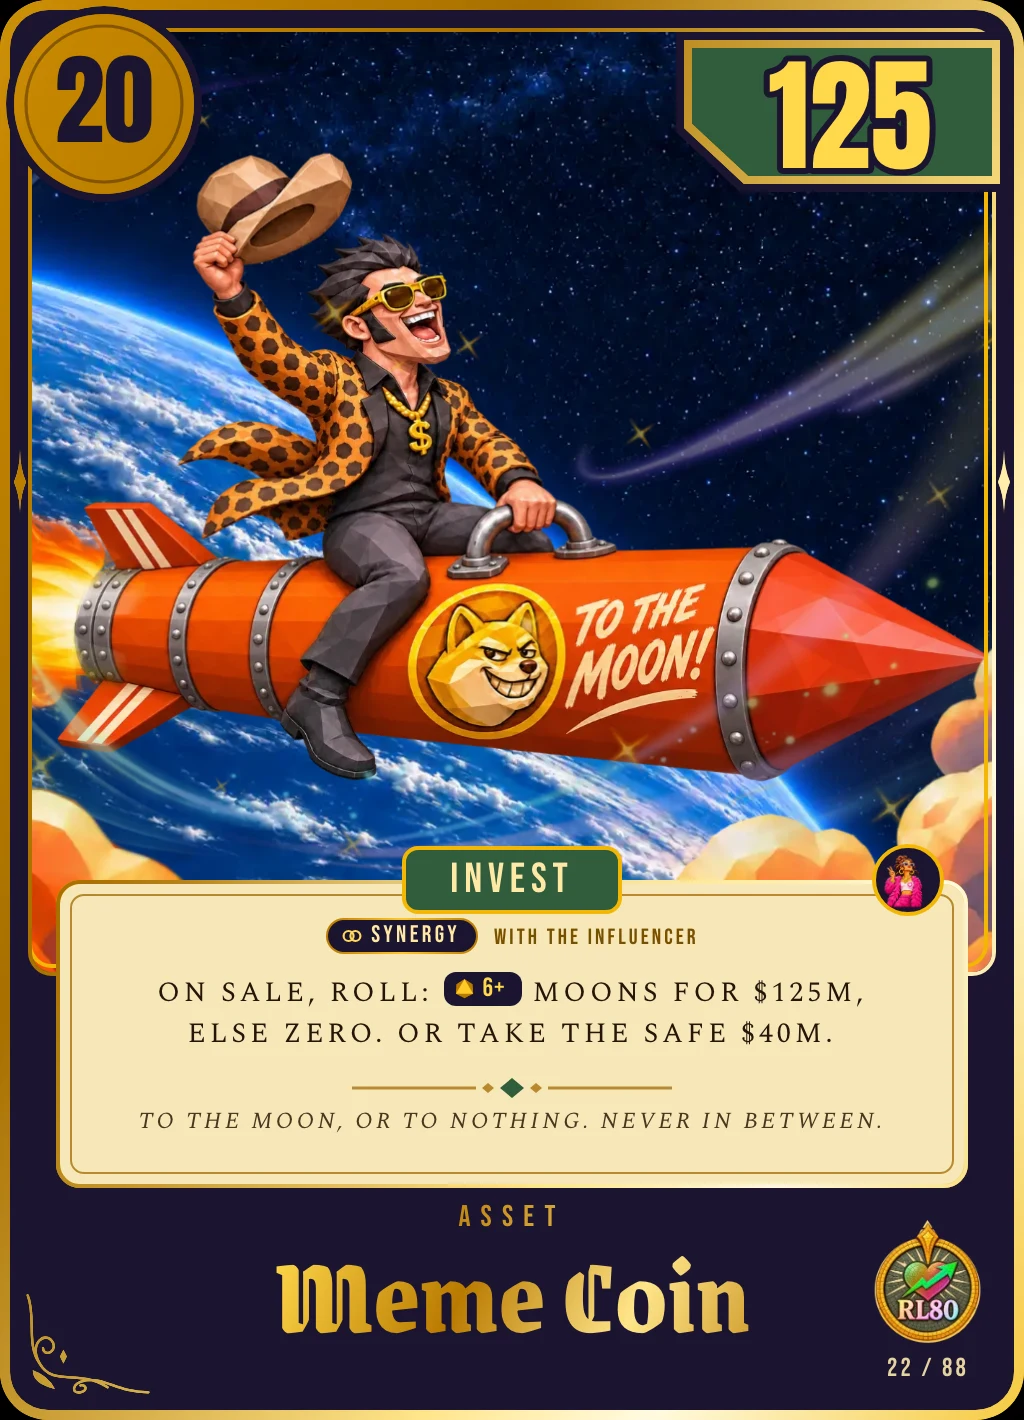 20
125
$
TO THE
MOON!
INVEST
SYNERGY WITH THE INFLUENCER
ON SALE, ROLL: 6+ MOONS FOR $125M,
ELSE ZERO. OR TAKE THE SAFE $40M.
TO THE MOON, OR TO NOTHING. NEVER IN BETWEEN.
ASSET
Meme Coin
RL80
22 / 88